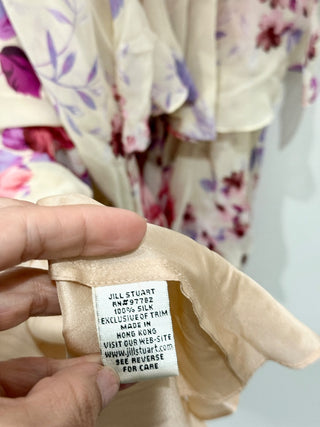 JILL STUART
RN#97782
100% SILK
EXCLUSIVE OF TRIM
MADE IN
HONG KONG
VISIT OUR WEB-SITE
www.jillstuart.com
SEE REVERSE
FOR CARE